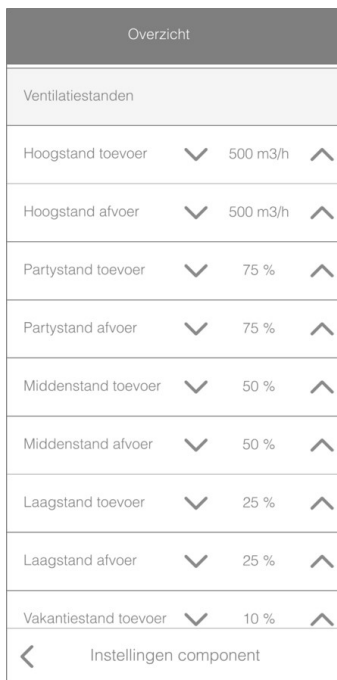 Overzicht
Ventilatiestanden
Hoogstand toevoer 500 m3/h
Hoogstand afvoer 500 m3/h
Partystand toevoer 75 %
Partystand afvoer 75 %
Middenstand toevoer 50 %
Middenstand afvoer 50 %
Laagstand toevoer 25 %
Laagstand afvoer 25 %
Vakantiestand toevoer 10 %
Instellingen component